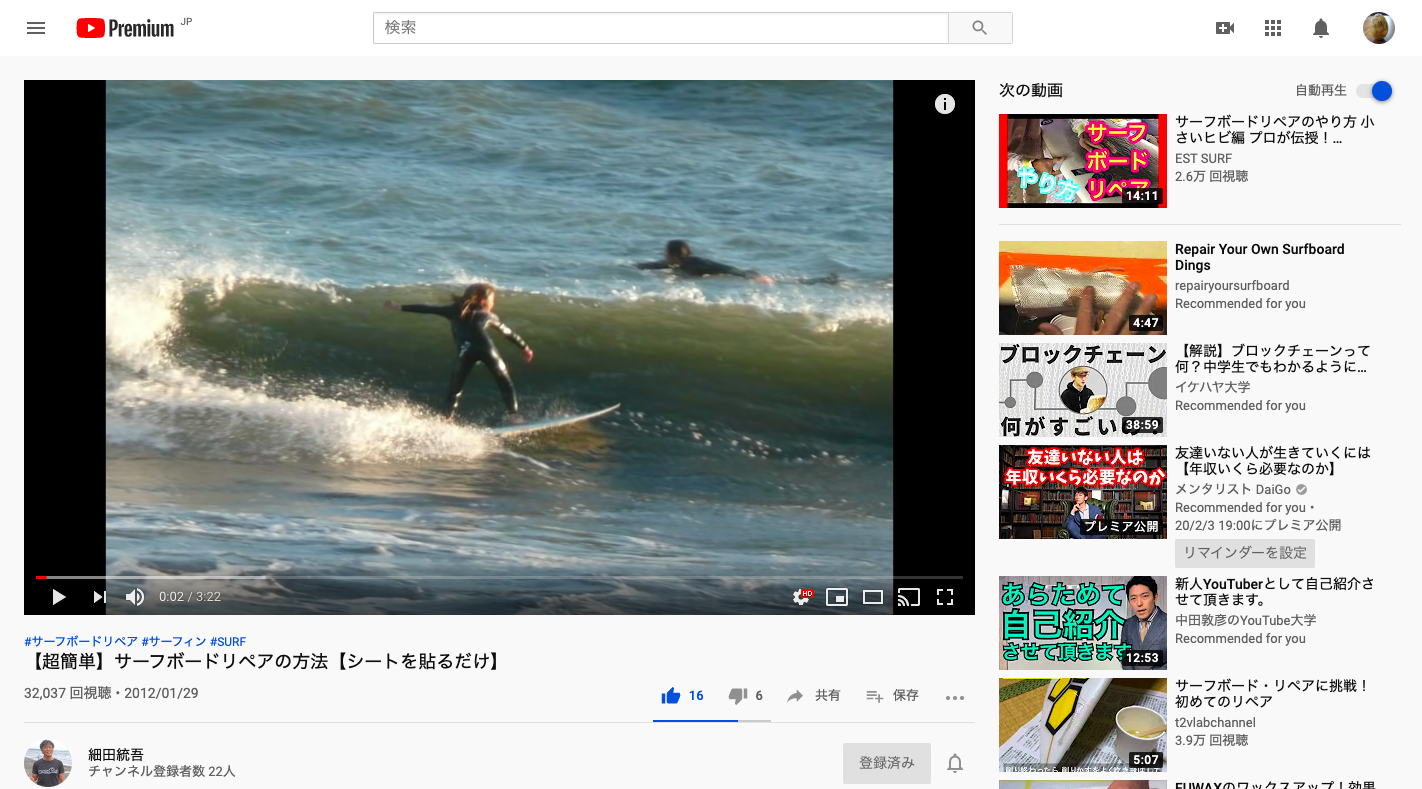 Premium JP
検索
次の動画
自動再生
サーフ
ボード
リペア
やり方
14:11
サーフボードリペアのやり方 小
さいヒビ編 プロが伝授！…
EST SURF
2.6万 回視聴
4:47
Repair Your Own Surfboard
Dings
repairyoursurfboard
Recommended for you
ブロックチェーン
何がすごいの？
38:59
【解説】ブロックチェーンって
何？中学生でもわかるように…
イケハヤ大学
Recommended for you
友達いない人は
年収いくら必要なのか
プレミア公開
友達いない人が生きていくには
【年収いくら必要なのか】
メンタリスト DaiGo
Recommended for you・
20/2/3 19:00にプレミア公開
リマインダーを設定
あらためて
自己紹介
させて頂きます
12:53
新人YouTuberとして自己紹介さ
せて頂きます。
中田敦彦のYouTube大学
Recommended for you
5:07
サーフボード・リペアに挑戦！
初めてのリペア
t2vlabchannel
3.9万 回視聴
FUWAXのワックスアップ！効果
0:02 / 3:22
HD
#サーフボードリペア #サーフィン #SURF
【超簡単】サーフボードリペアの方法【シートを貼るだけ】
32,037 回視聴・2012/01/29
16
6
共有
保存
細田統吾
チャンネル登録者数 22人
登録済み